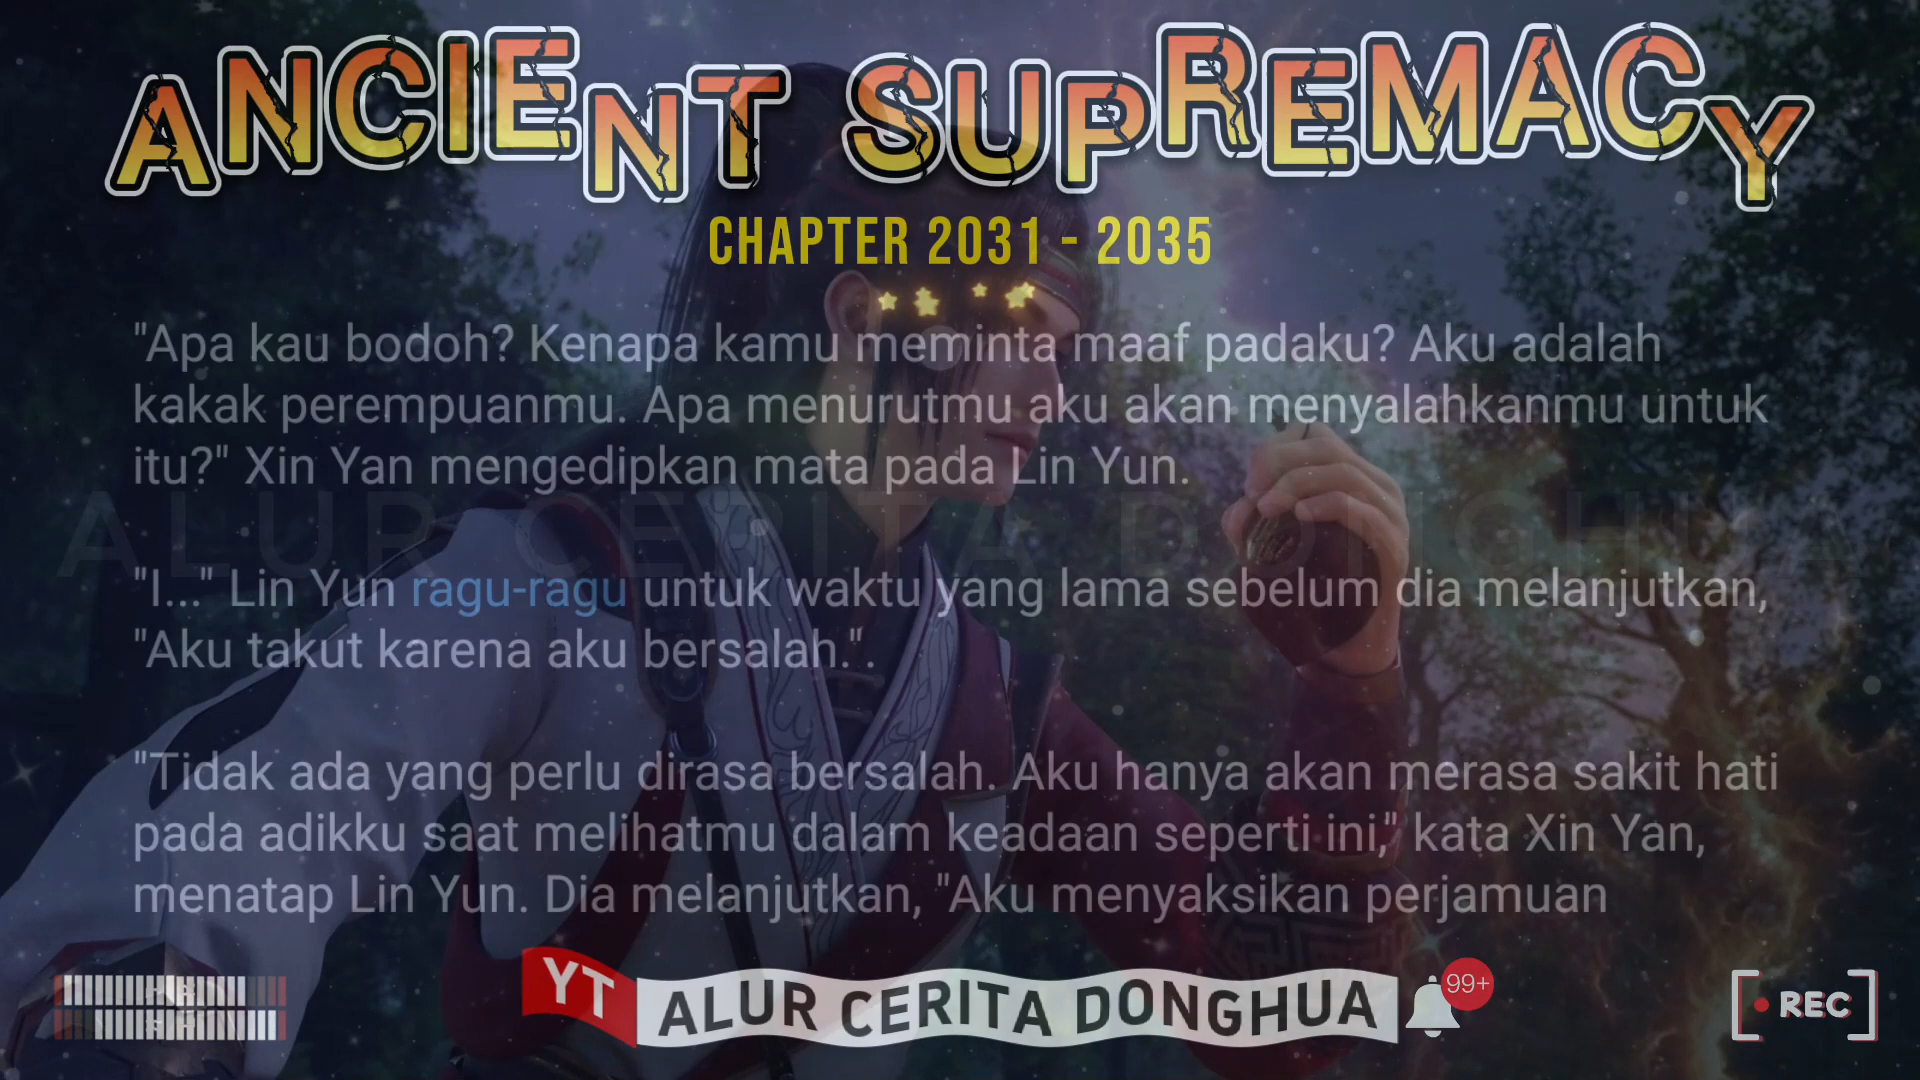 ANCIENT SUPREMACY
CHAPTER 2031 - 2035
"Apa kau bodoh? Kenapa kamu meminta maaf padaku? Aku adalah
kakak perempuanmu. Apa menurutmu aku akan menyalahkanmu untuk
itu?" Xin Yan mengedipkan mata pada Lin Yun.
ALUR CERITA DONGHUA
"I..." Lin Yun ragu-ragu untuk waktu yang lama sebelum dia melanjutkan,
"Aku takut karena aku bersalah.".
"Tidak ada yang perlu dirasa bersalah. Aku hanya akan merasa sakit hati
pada adikku saat melihatmu dalam keadaan seperti ini," kata Xin Yan,
menatap Lin Yun. Dia melanjutkan, "Aku menyaksikan perjamuan
YT ALUR CERITA DONGHUA 99+
REC